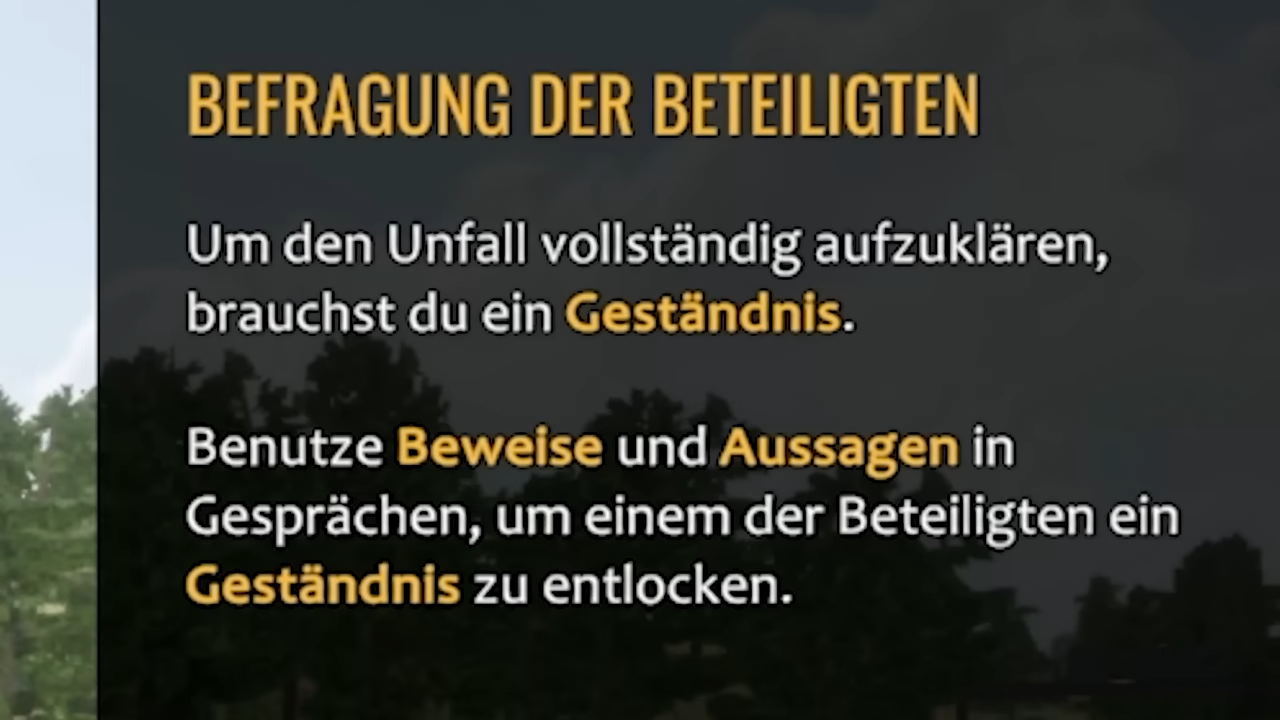 BEFRAGUNG DER BETEILIGTEN
Um den Unfall vollständig aufzuklären,
brauchst du ein Geständnis.
Benutze Beweise und Aussagen in
Gesprächen, um einem der Beteiligten ein
Geständnis zu entlocken.